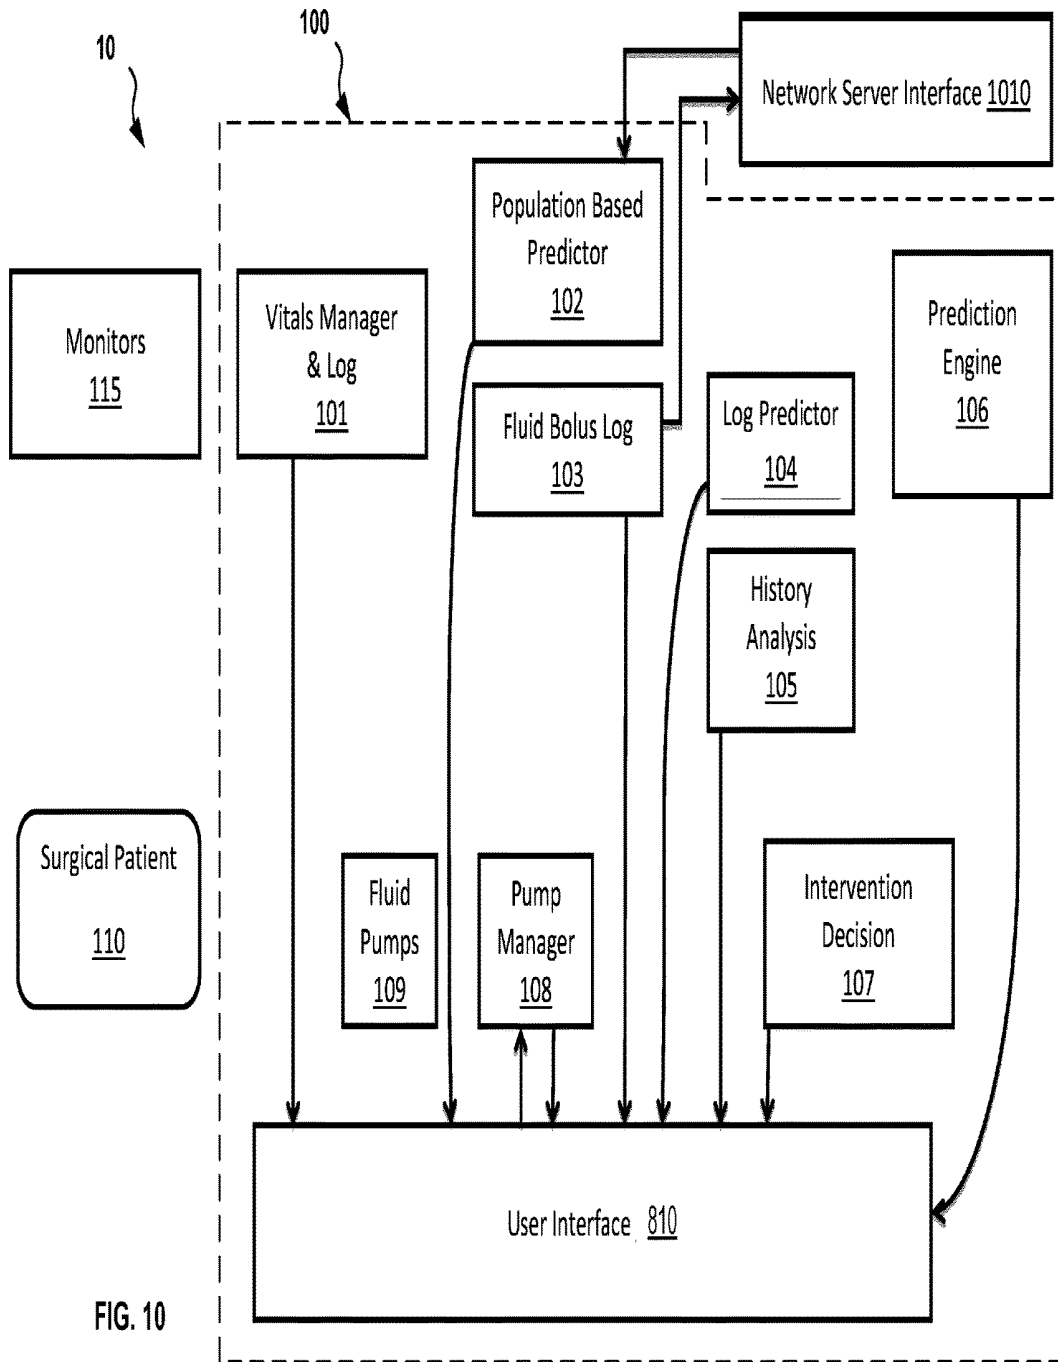 10
100
Network Server Interface 1010
Population Based
Predictor
102
Monitors
115
Vitals Manager
& Log
101
Prediction
Engine
106
Fluid Bolus Log
103
Log Predictor
104
History
Analysis
105
Surgical Patient
110
Fluid
Pumps
109
Pump
Manager
108
Intervention
Decision
107
User Interface 810
FIG. 10